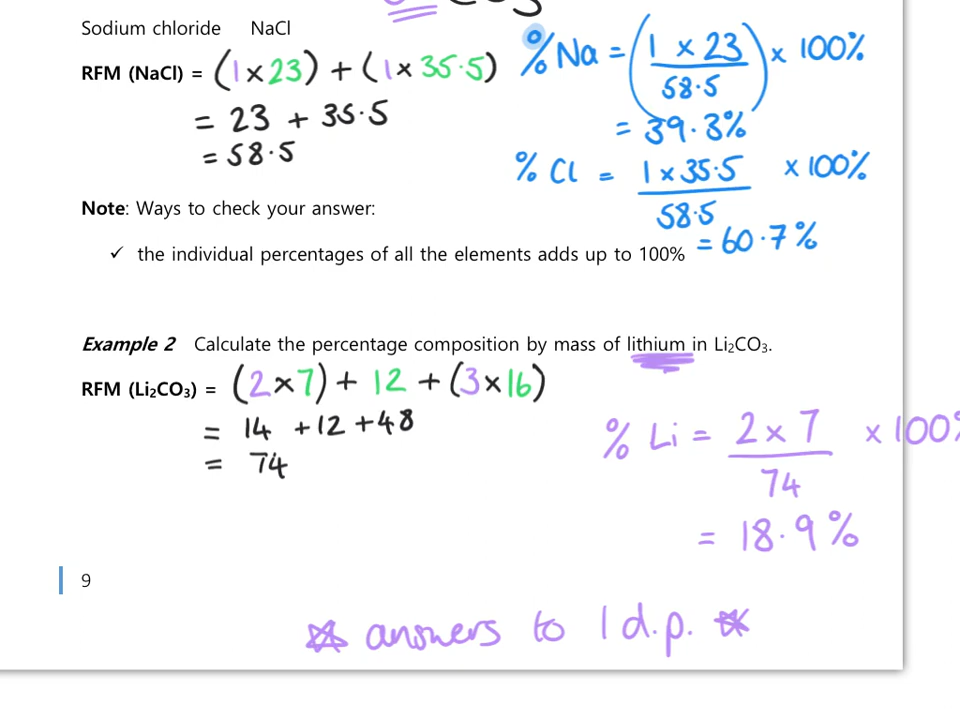 Sodium chloride NaCl
RFM (NaCl) = (1 × 23) + (1 × 35.5)
= 23 + 35.5
= 58.5
% Na = (1 × 23 / 58.5) × 100%
= 39.3%
% Cl = 1 × 35.5 / 58.5 × 100%
= 60.7%
Note: Ways to check your answer:
✓ the individual percentages of all the elements adds up to 100%
Example 2 Calculate the percentage composition by mass of lithium in Li₂CO₃.
RFM (Li₂CO₃) = (2×7) + 12 + (3×16)
= 14 + 12 + 48
= 74
% Li = 2 × 7 / 74 × 100%
= 18.9%
9
☆ answers to 1 d.p. ☆